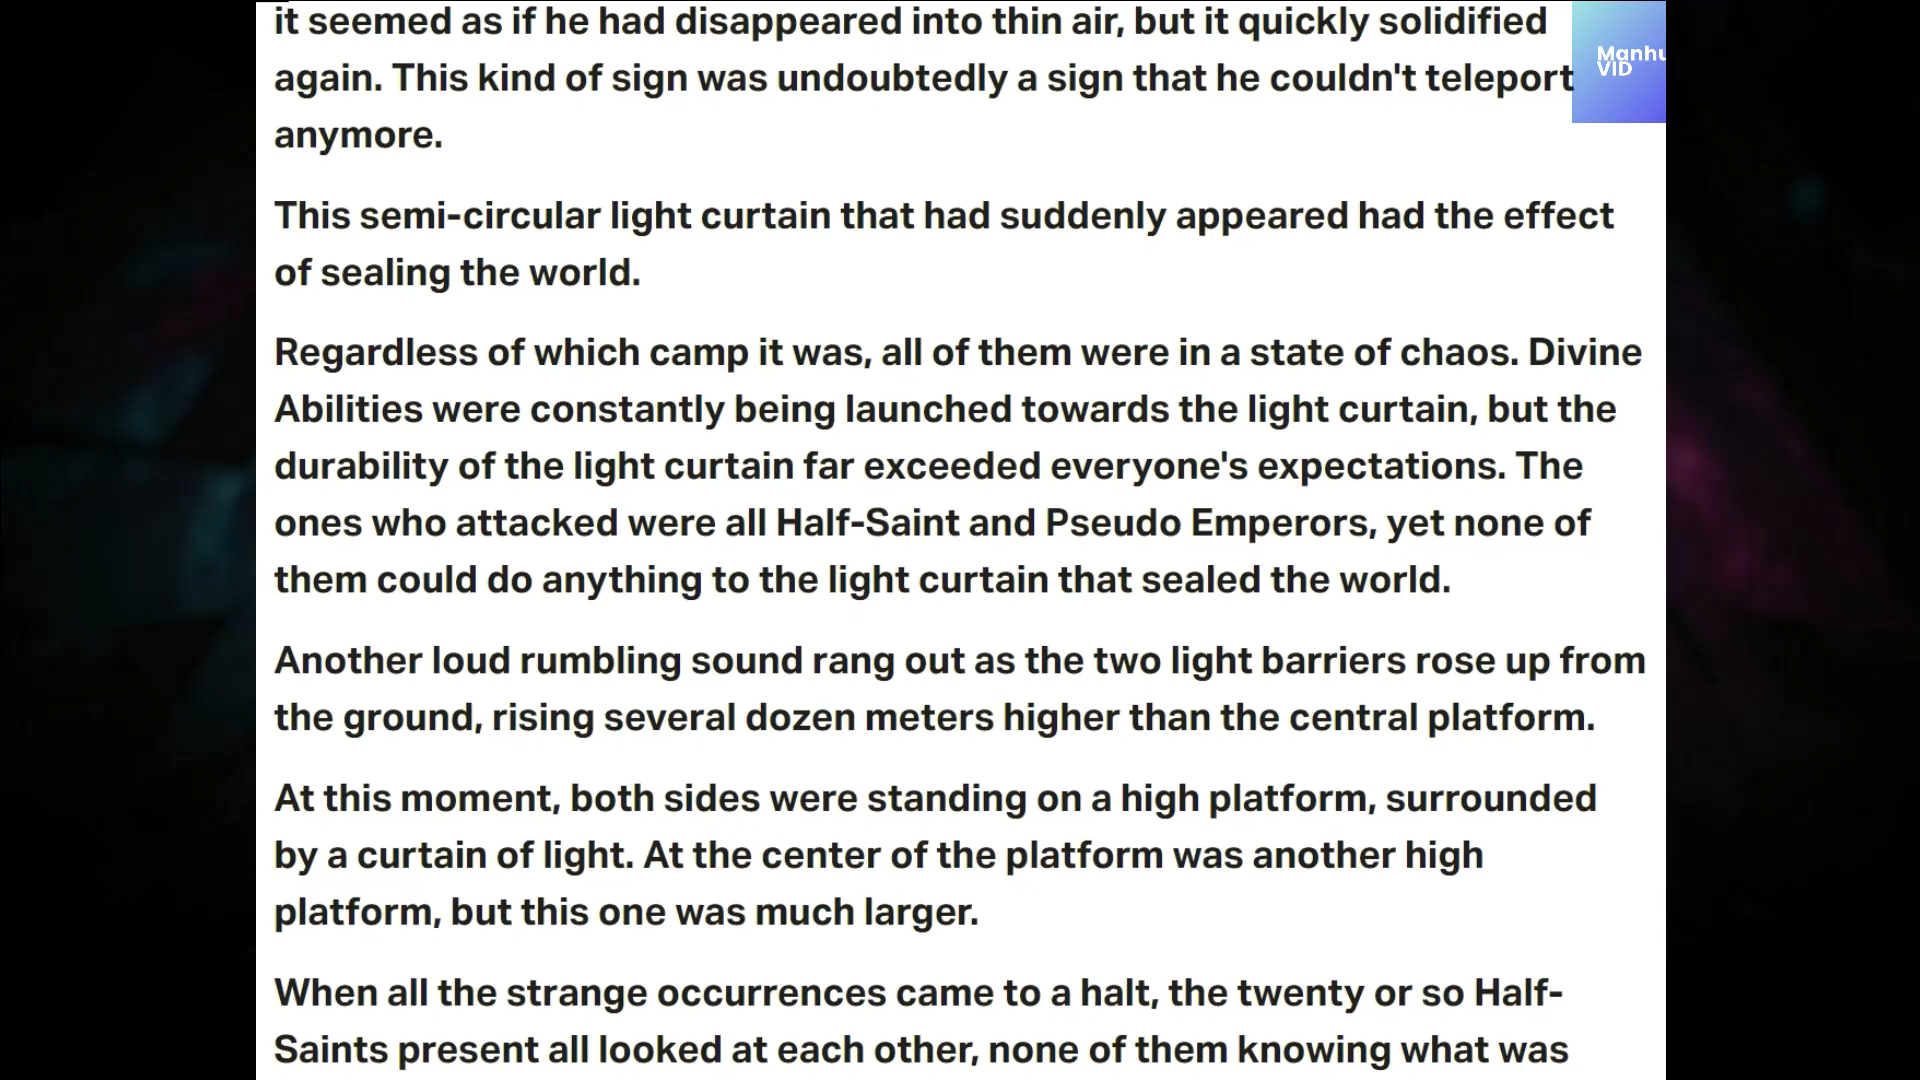 it seemed as if he had disappeared into thin air, but it quickly solidified
again. This kind of sign was undoubtedly a sign that he couldn't teleport
anymore.
Manhu
VID
This semi-circular light curtain that had suddenly appeared had the effect
of sealing the world.
Regardless of which camp it was, all of them were in a state of chaos. Divine
Abilities were constantly being launched towards the light curtain, but the
durability of the light curtain far exceeded everyone's expectations. The
ones who attacked were all Half-Saint and Pseudo Emperors, yet none of
them could do anything to the light curtain that sealed the world.
Another loud rumbling sound rang out as the two light barriers rose up from
the ground, rising several dozen meters higher than the central platform.
At this moment, both sides were standing on a high platform, surrounded
by a curtain of light. At the center of the platform was another high
platform, but this one was much larger.
When all the strange occurrences came to a halt, the twenty or so Half-
Saints present all looked at each other, none of them knowing what was